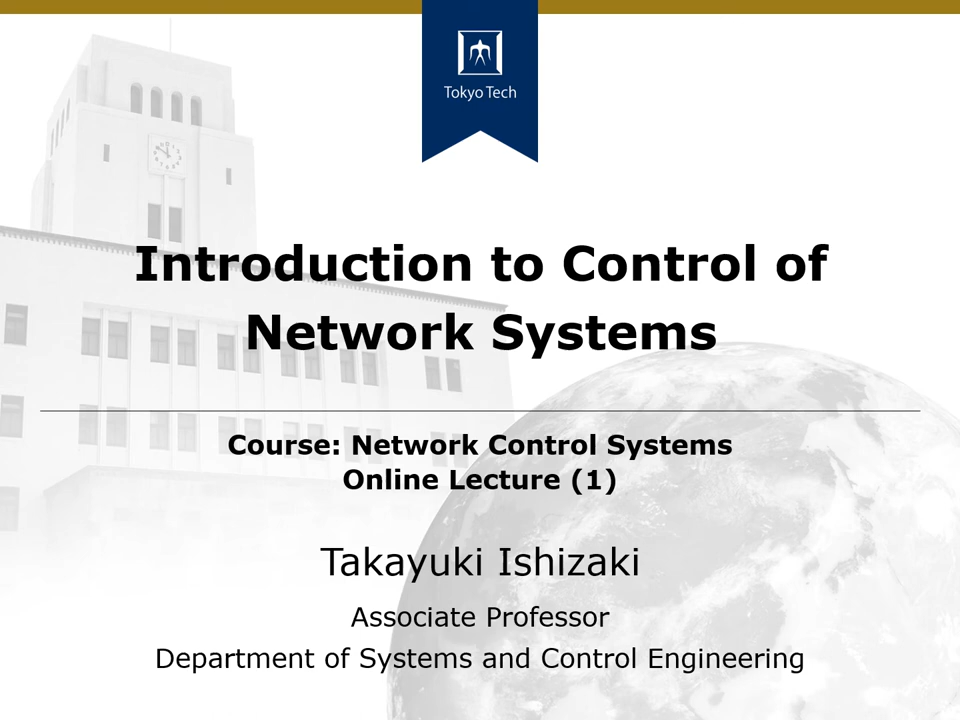 Tokyo Tech
Introduction to Control of
Network Systems
Course: Network Control Systems
Online Lecture (1)
Takayuki Ishizaki
Associate Professor
Department of Systems and Control Engineering